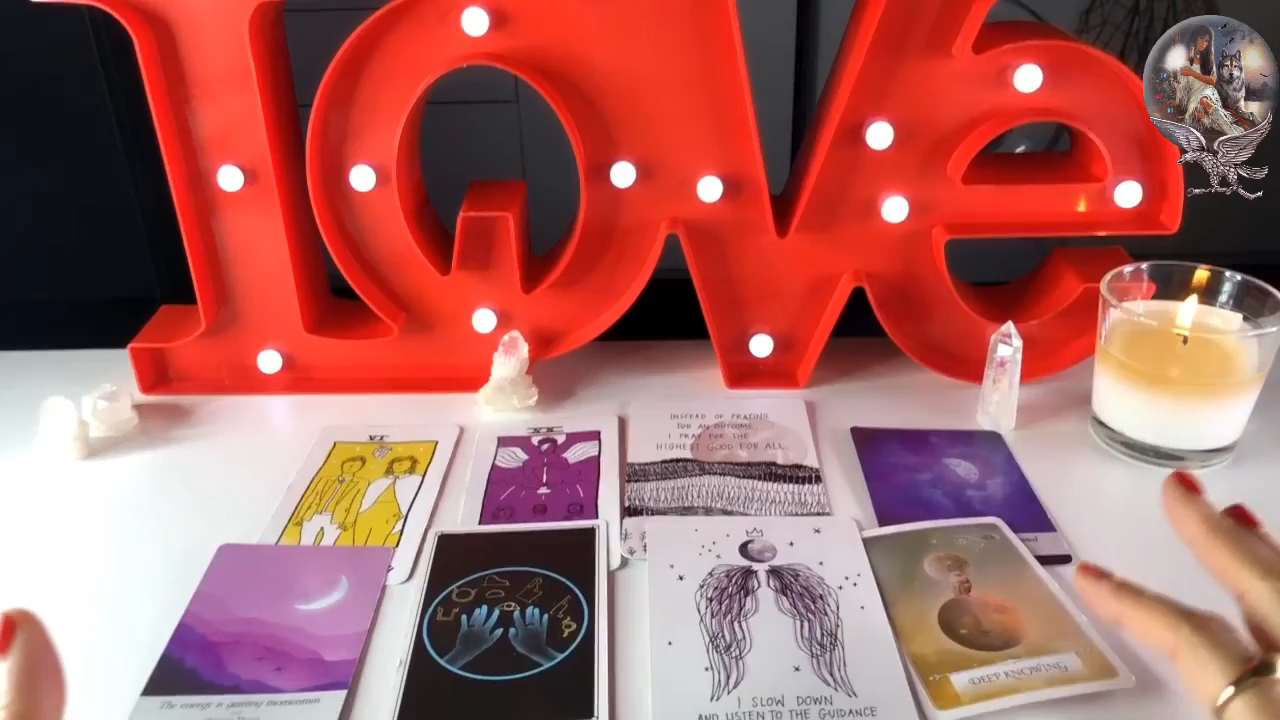 love
VI
XX
INSTEAD OF PRAYING
FOR AN OUTCOME,
I PRAY FOR THE
HIGHEST GOOD FOR ALL.
The energy is gaining momentum
I SLOW DOWN
AND LISTEN TO THE GUIDANCE
DEEP KNOWING